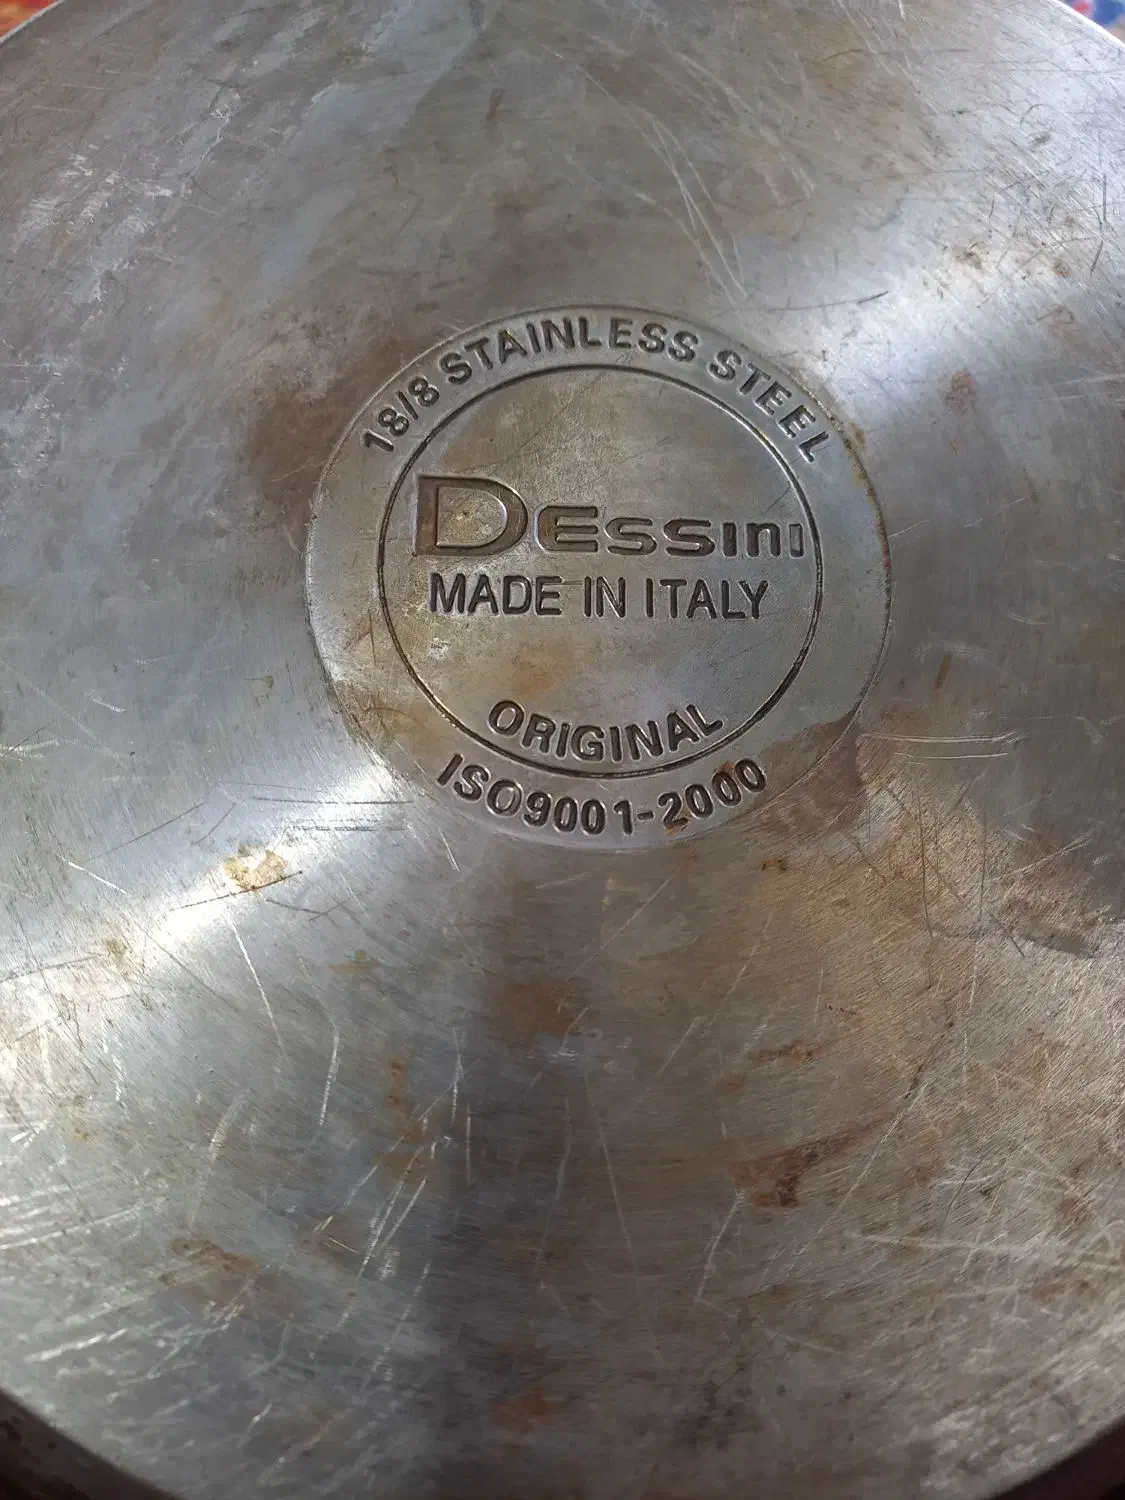 18/8 STAINLESS STEEL
DEssini
MADE IN ITALY
ORIGINAL
ISO9001-2000